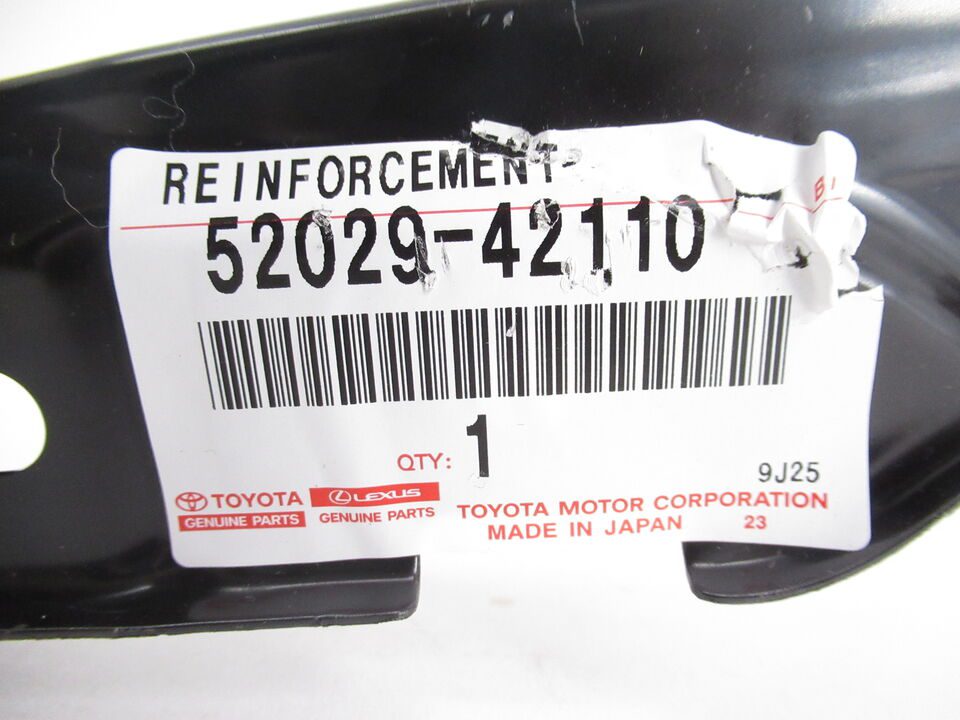 REINFORCEMENT
52029-42110
QTY: 1
9J25
TOYOTA
GENUINE PARTS
LEXUS
GENUINE PARTS
TOYOTA MOTOR CORPORATION
MADE IN JAPAN 23